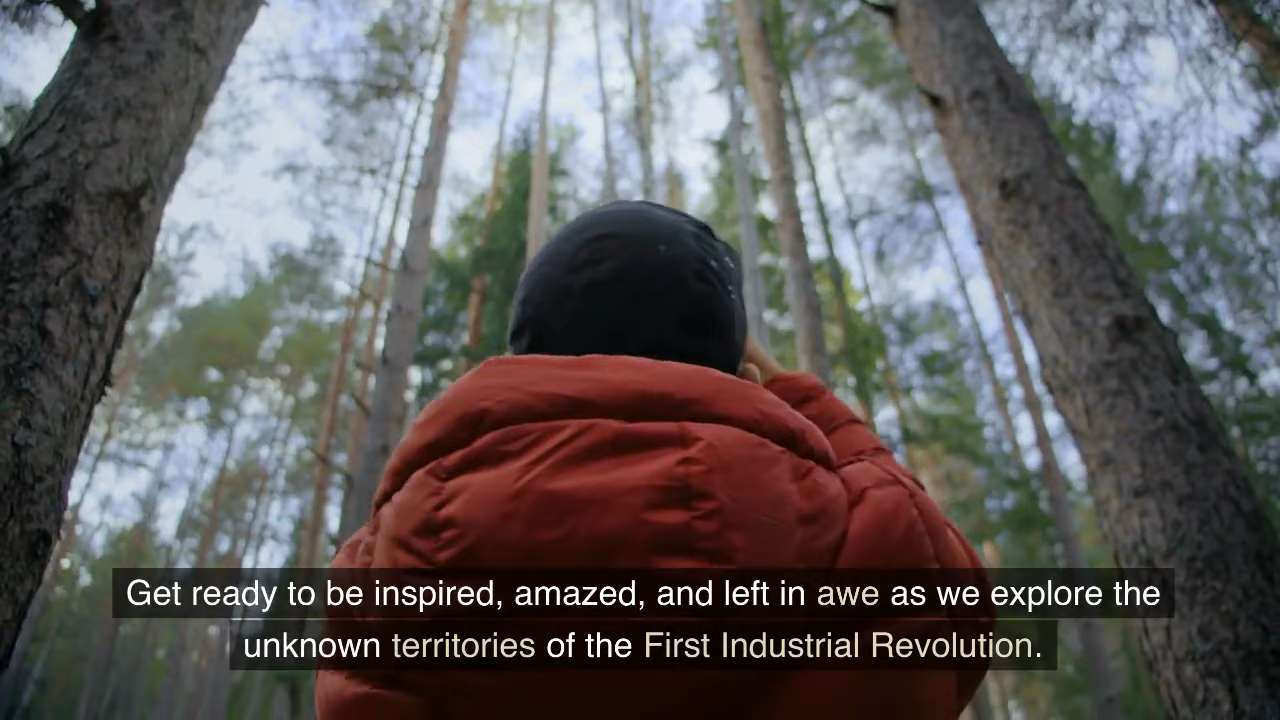 Get ready to be inspired, amazed, and left in awe as we explore the
unknown territories of the First Industrial Revolution.